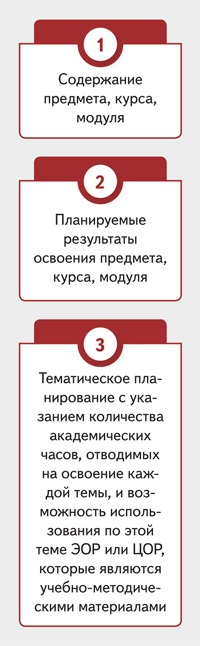 1
Содержание
предмета, курса,
модуля
2
Планируемые
результаты
освоения предмета,
курса, модуля
3
Тематическое пла-
нирование с ука-
занием количества
академических
часов, отводимых
на освоение каж-
дой темы, и воз-
можность исполь-
зования по этой
теме ЭОР или ЦОР,
которые являются
учебно-методиче-
скими материалами